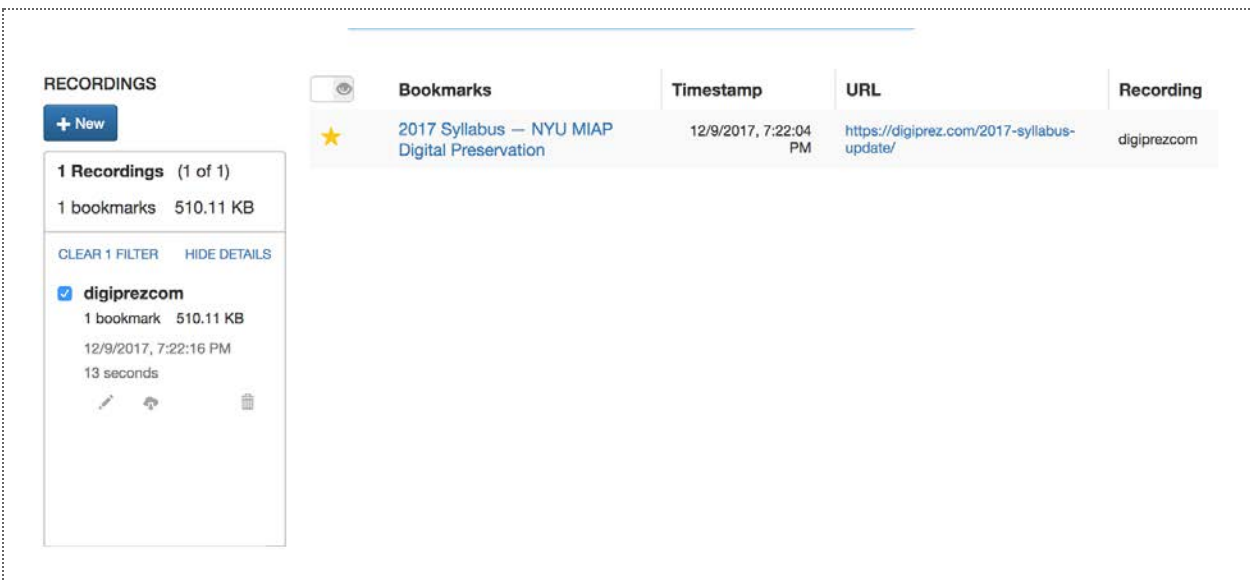 RECORDINGS
+ New
1 Recordings (1 of 1)
1 bookmarks 510.11 KB
CLEAR 1 FILTER HIDE DETAILS
digiprezcom
1 bookmark 510.11 KB
12/9/2017, 7:22:16 PM
13 seconds
Bookmarks Timestamp URL Recording
2017 Syllabus — NYU MIAP
Digital Preservation
12/9/2017, 7:22:04
PM
https://digiprez.com/2017-syllabus-
update/
digiprezcom